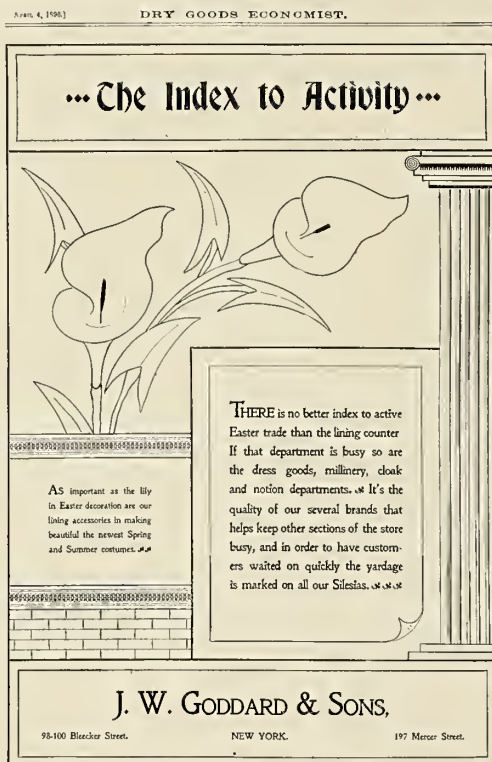 APRIL 4, 1896.]
DRY GOODS ECONOMIST.
The Index to Activity
THERE is no better index to active
Easter trade than the lining counter
If that department is busy so are
the dress goods, millinery, cloak
and notion departments. It's the
quality of our several brands that
helps keep other sections of the store
busy, and in order to have custom-
ers waited on quickly the yardage
is marked on all our Silesias.
AS important as the lily
in Easter decoration are our
lining accessories in making
beautiful the newest Spring
and Summer costumes.
J. W. GODDARD & SONS,
98-100 Bleecker Street. NEW YORK. 197 Mercer Street.